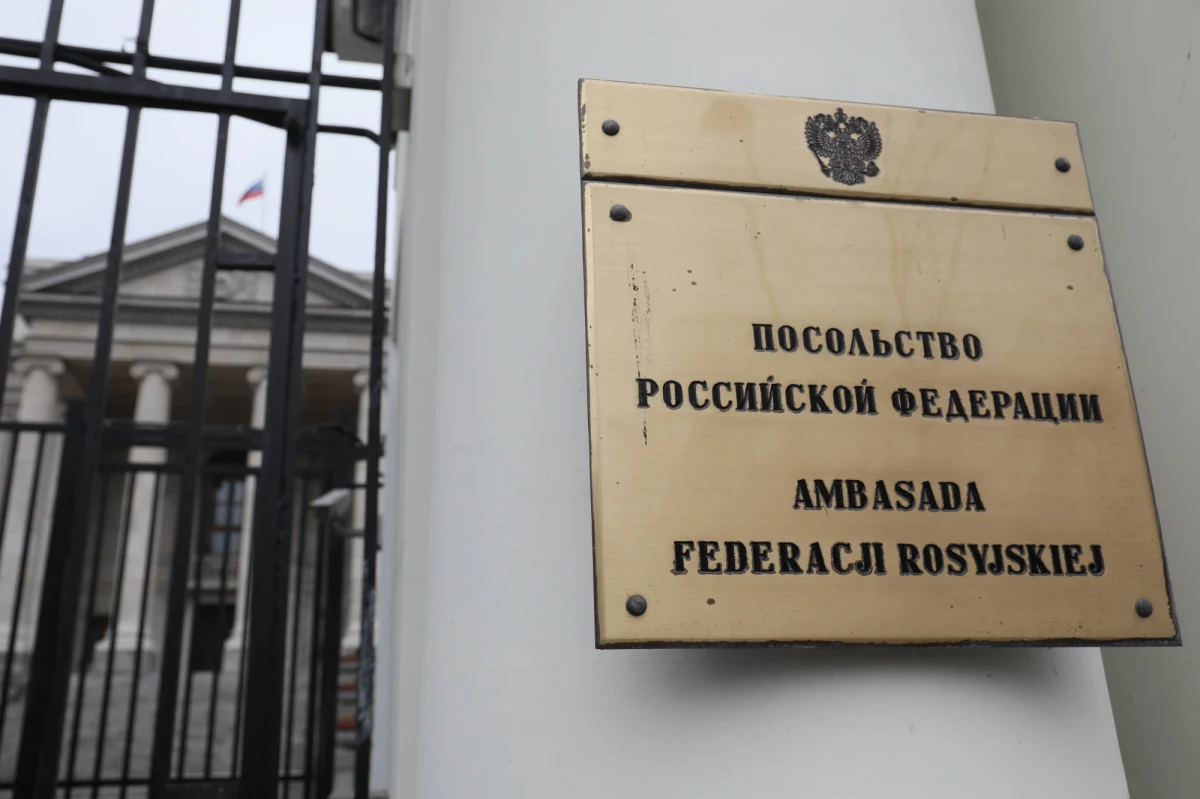 ПОСОЛЬСТВО
РОССИЙСКОЙ ФЕДЕРАЦИИ
AMBASADA
FEDERACJI ROSYJSKIEJ